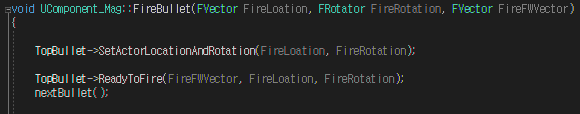 void UComponent_Mag::FireBullet(FVector FireLoation, FRotator FireRotation, FVector FireFWVector)
{
TopBullet->SetActorLocationAndRotation(FireLoation, FireRotation);
TopBullet->ReadyToFire(FireFWVector, FireLoation, FireRotation);
nextBullet();